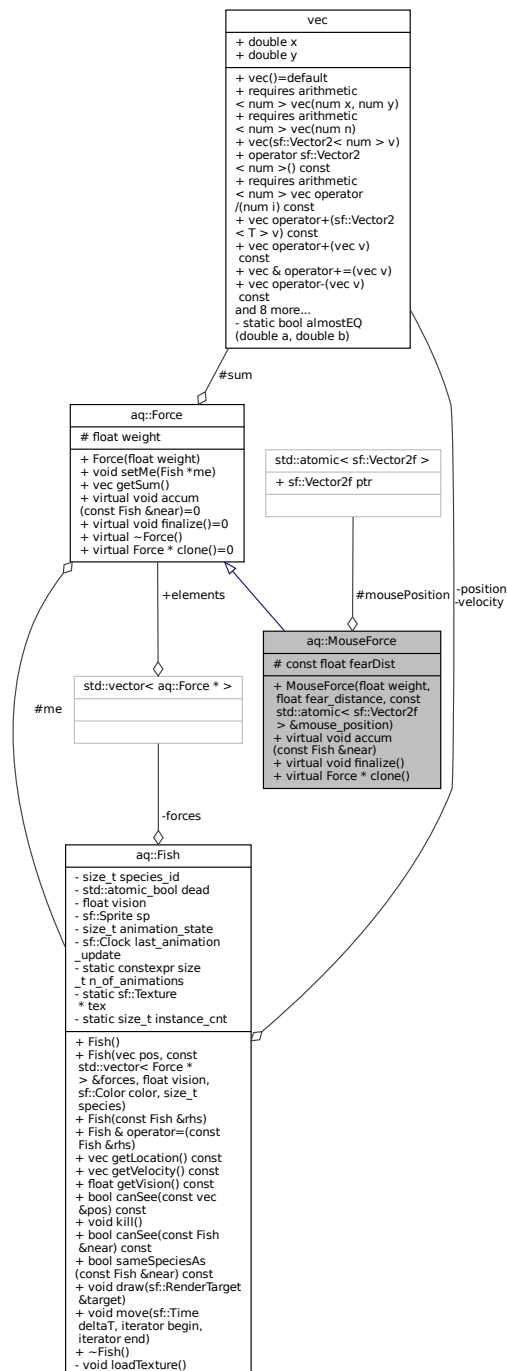 vec
+ double x
+ double y
+ vec()=default
+ requires arithmetic
< num > vec(num x, num y)
+ requires arithmetic
< num > vec(num n)
+ vec(sf::Vector2< num > v)
+ operator sf::Vector2
< num >() const
+ requires arithmetic
< num > vec operator
/(num i) const
+ vec operator+(sf::Vector2
< T > v) const
+ vec operator+(vec v)
const
+ vec & operator+=(vec v)
+ vec operator-(vec v)
const
and 8 more...
- static bool almostEQ
(double a, double b)
#sum
aq::Force
# float weight
+ Force(float weight)
+ void setMe(Fish *me)
+ vec getSum()
+ virtual void accum
(const Fish &near)=0
+ virtual void finalize()=0
+ virtual ~Force()
+ virtual Force * clone()=0
std::atomic< sf::Vector2f >
+ sf::Vector2f ptr
+elements
#mousePosition
-position
-velocity
aq::MouseForce
# const float fearDist
+ MouseForce(float weight,
float fear_distance, const
std::atomic< sf::Vector2f
> &mouse_position)
+ virtual void accum
(const Fish &near)
+ virtual void finalize()
+ virtual Force * clone()
std::vector< aq::Force * >
#me
-forces
aq::Fish
- size_t species_id
- std::atomic_bool dead
- float vision
- sf::Sprite sp
- size_t animation_state
- sf::Clock last_animation
_update
- static constexpr size
_t n_of_animations
- static sf::Texture
* tex
- static size_t instance_cnt
+ Fish()
+ Fish(vec pos, const
std::vector< Force *
> &forces, float vision,
sf::Color color, size_t
species)
+ Fish(const Fish &rhs)
+ Fish & operator=(const
Fish &rhs)
+ vec getLocation() const
+ vec getVelocity() const
+ float getVision() const
+ bool canSee(const vec
&pos) const
+ void kill()
+ bool canSee(const Fish
&near) const
+ bool sameSpeciesAs
(const Fish &near) const
+ void draw(sf::RenderTarget
&target)
+ void move(sf::Time
deltaT, iterator begin,
iterator end)
+ ~Fish()
- void loadTexture()